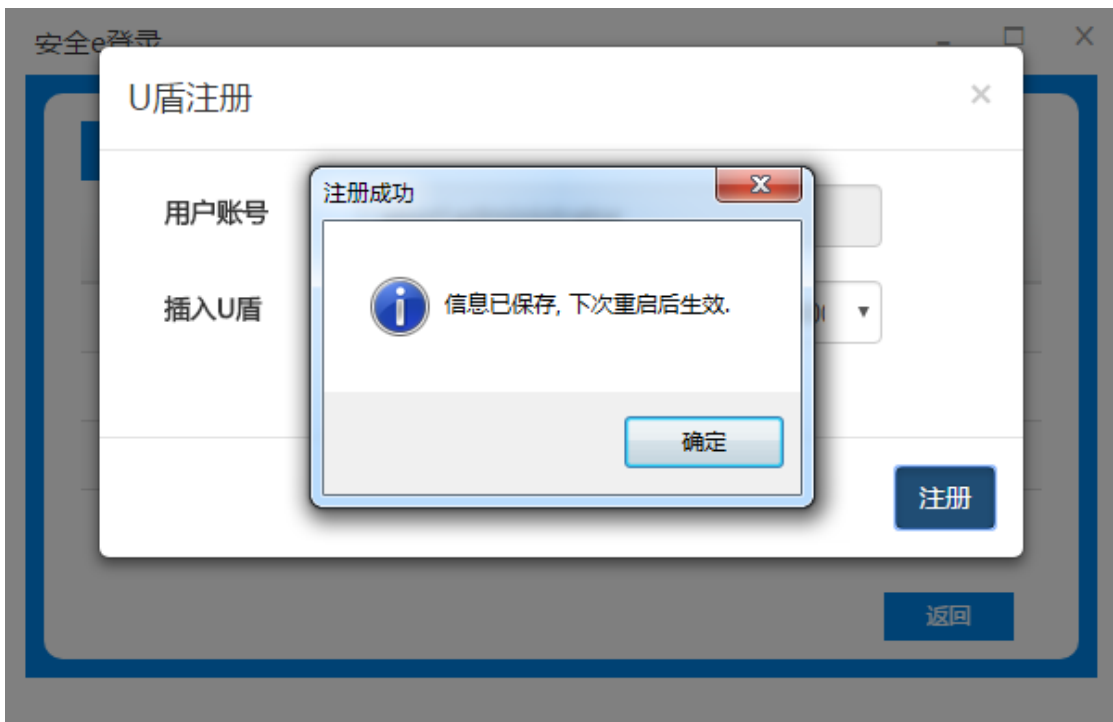 安全e登录
U盾注册
注册成功
用户账号
信息已保存, 下次重启后生效.
插入U盾
确定
注册
返回